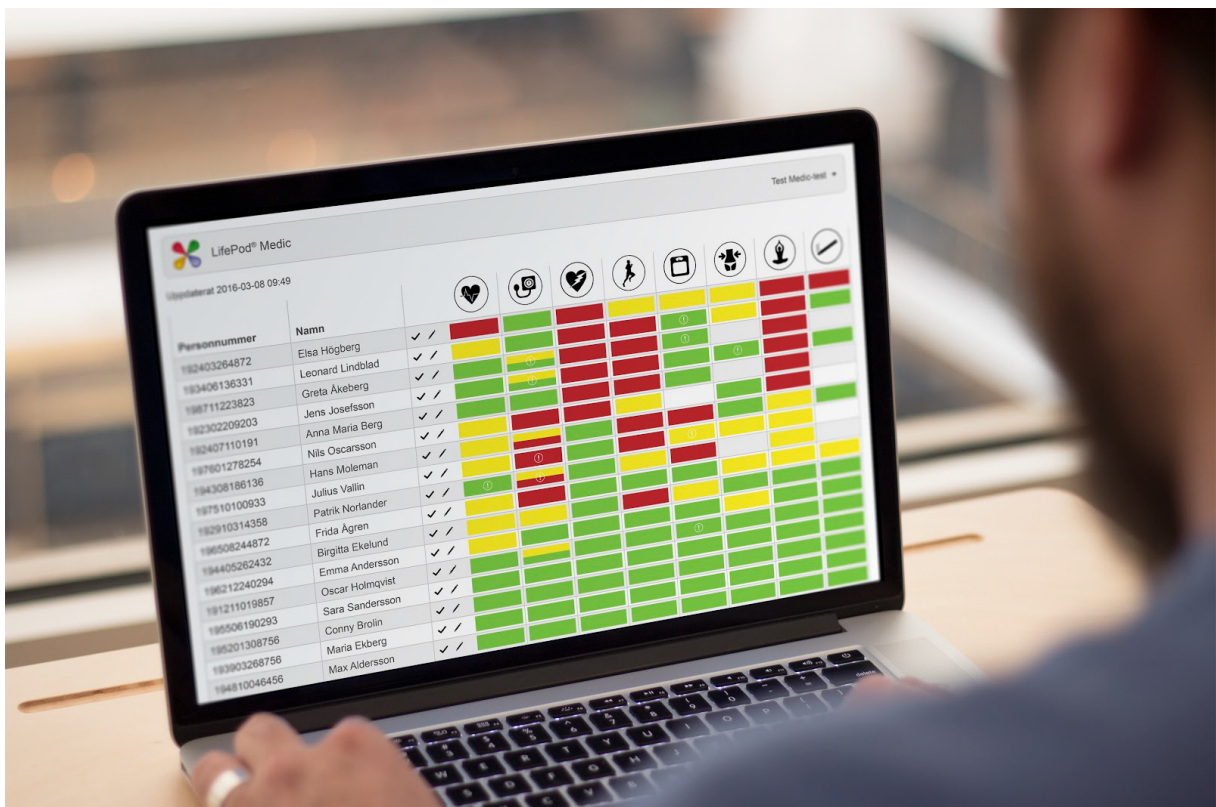 LifePod® Medic
Test Medic-test
Uppdaterat 2016-03-08 09:49
Personnummer Namn
192403264872 Elsa Högberg
193406136331 Leonard Lindblad
198711223823 Greta Åkeberg
192302209203 Jens Josefsson
192407110191 Anna Maria Berg
197601278254 Nils Oscarsson
194308186136 Hans Moleman
197510100933 Julius Vallin
192910314358 Patrik Norlander
196508244872 Frida Ågren
194405262432 Birgitta Ekelund
196212240294 Emma Andersson
191211019857 Oscar Holmqvist
195506190293 Sara Sandersson
195201308756 Conny Brolin
193903268756 Maria Ekberg
194810046456 Max Aldersson
delete
W E R T Y U I O P